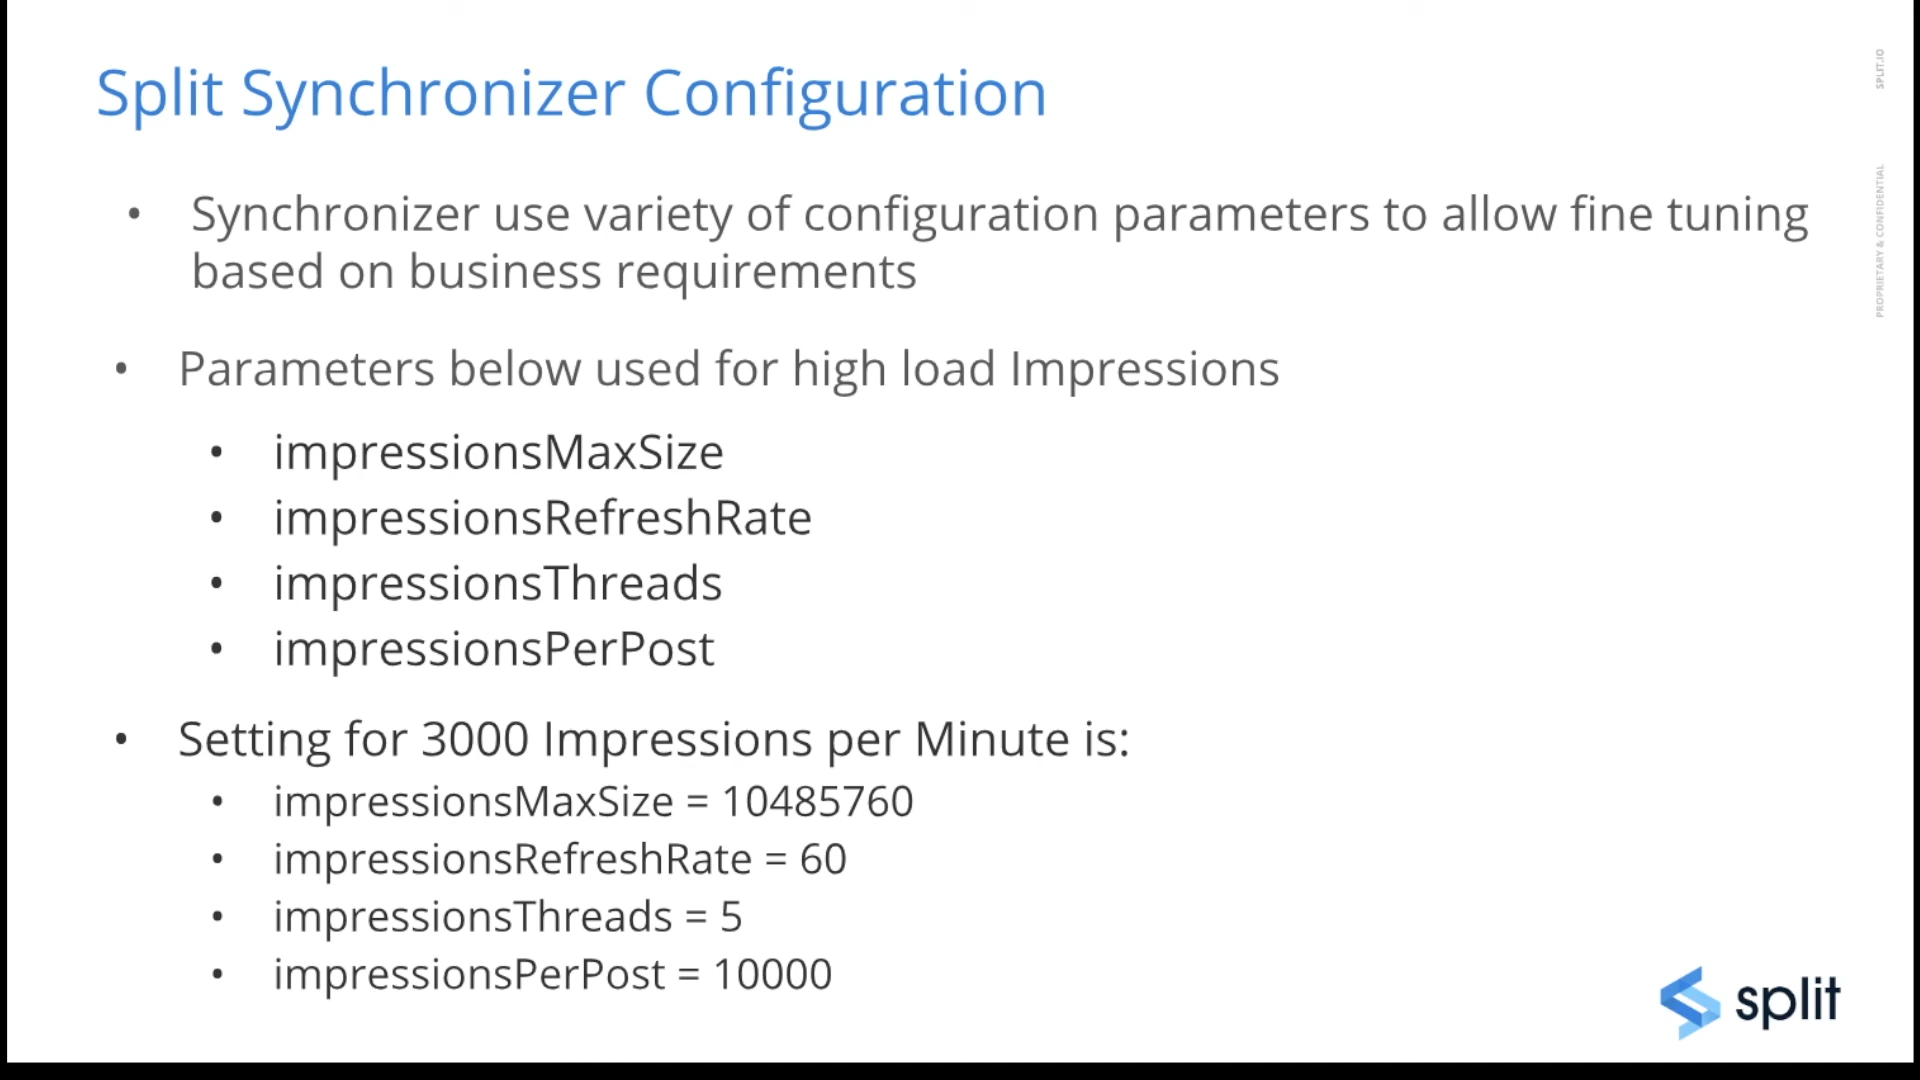 Split Synchronizer Configuration
• Synchronizer use variety of configuration parameters to allow fine tuning
based on business requirements
• Parameters below used for high load Impressions
• impressionsMaxSize
• impressionsRefreshRate
• impressionsThreads
• impressionsPerPost
• Setting for 3000 Impressions per Minute is:
• impressionsMaxSize = 10485760
• impressionsRefreshRate = 60
• impressionsThreads = 5
• impressionsPerPost = 10000
split
SPLIT.IO
PROPRIETARY & CONFIDENTIAL